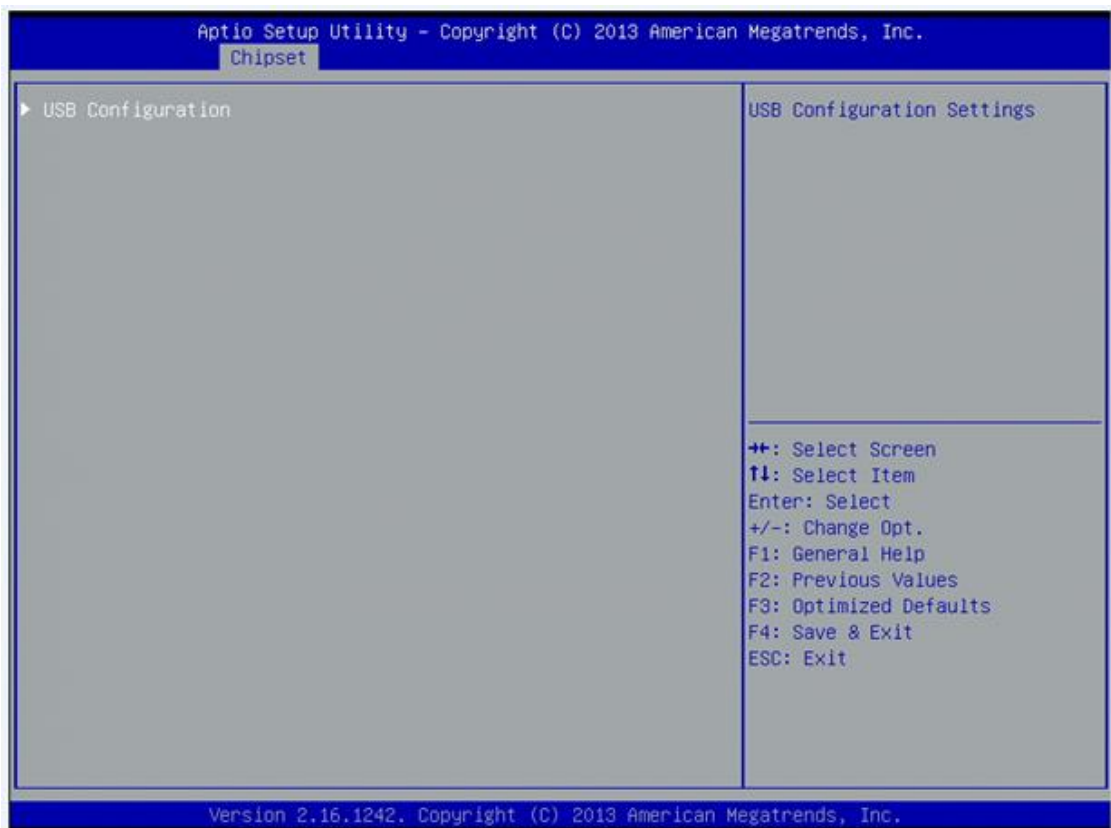 Aptio Setup Utility – Copyright (C) 2013 American Megatrends, Inc.
Chipset
▶ USB Configuration
USB Configuration Settings
→←: Select Screen
↑↓: Select Item
Enter: Select
+/-: Change Opt.
F1: General Help
F2: Previous Values
F3: Optimized Defaults
F4: Save & Exit
ESC: Exit
Version 2.16.1242. Copyright (C) 2013 American Megatrends, Inc.